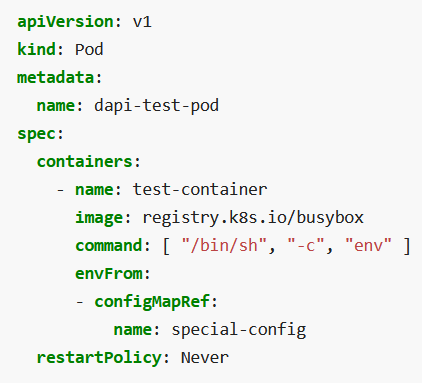 apiVersion: v1
kind: Pod
metadata:
  name: dapi-test-pod
spec:
  containers:
    - name: test-container
      image: registry.k8s.io/busybox
      command: [ "/bin/sh", "-c", "env" ]
      envFrom:
      - configMapRef:
          name: special-config
  restartPolicy: Never